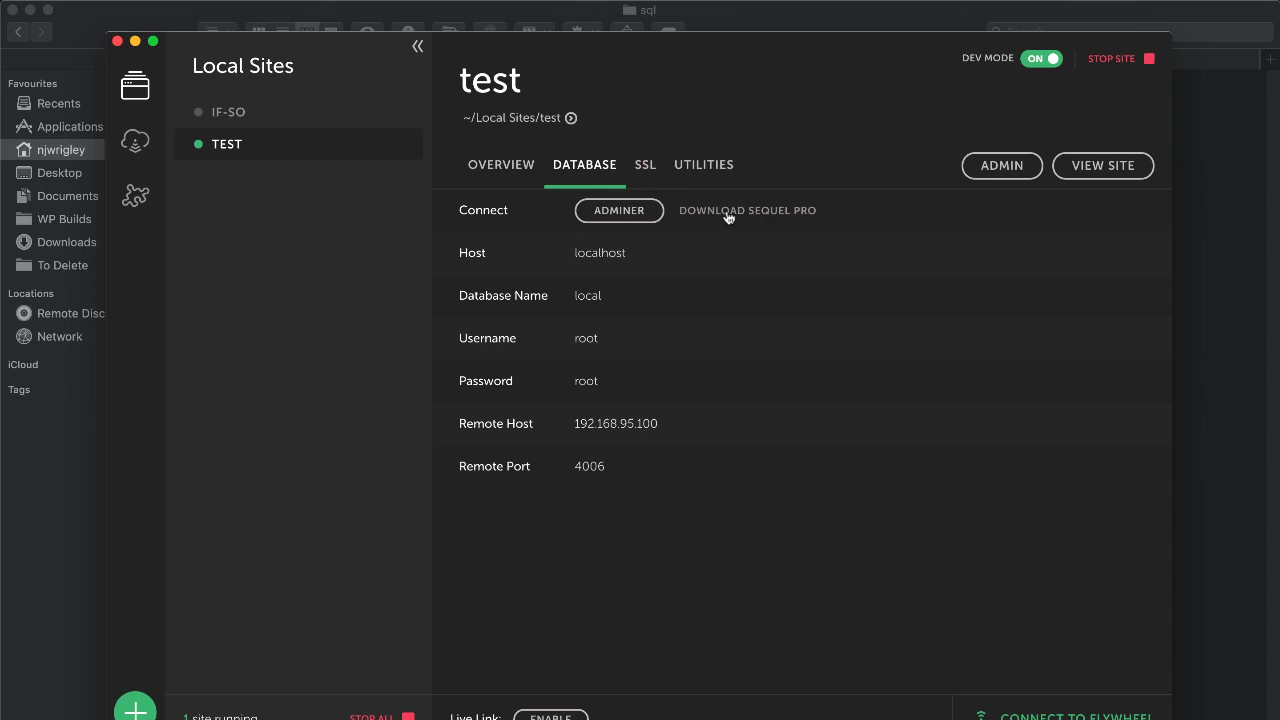 sql
Favourites
Recents
Applications
njwrigley
Desktop
Documents
WP Builds
Downloads
To Delete
Locations
Remote Disc
Network
iCloud
Tags
Local Sites
IF-SO
TEST
1 site running
STOP ALL
test
~/Local Sites/test
DEV MODE ON STOP SITE
OVERVIEW DATABASE SSL UTILITIES
ADMIN VIEW SITE
Connect ADMINER DOWNLOAD SEQUEL PRO
Host localhost
Database Name local
Username root
Password root
Remote Host 192.168.95.100
Remote Port 4006
Live Link: ENABLE
CONNECT TO FLYWHEEL